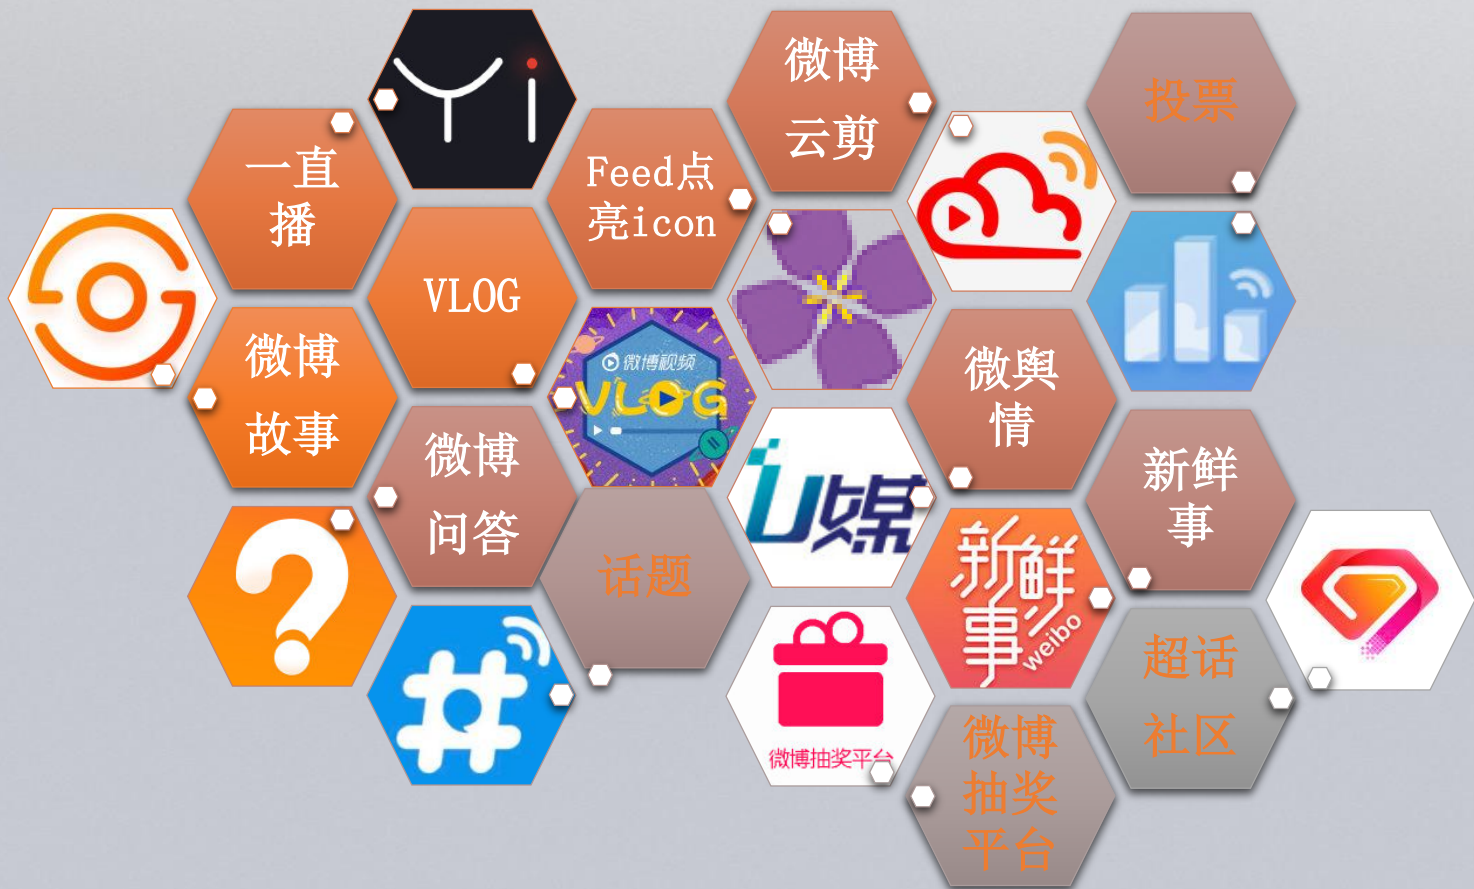 Yi
一直
播
Feed点
亮icon
微博
云剪
投票
VLOG
微博
故事
微博视频
VLOG
微舆
情
微博
问答
U媒
新鲜
事
话题
新鲜
事
weibo
微博抽奖平台
超话
社区
微博
抽奖
平台